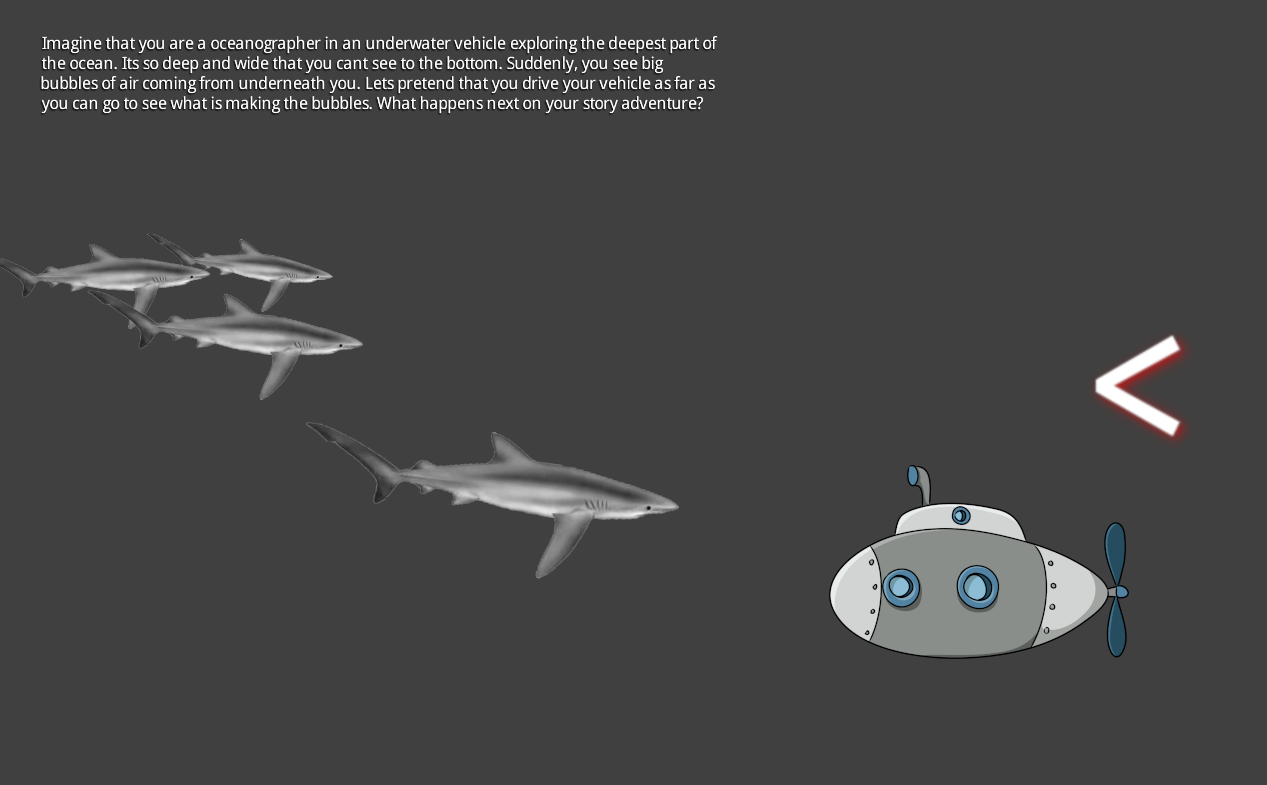 Imagine that you are a oceanographer in an underwater vehicle exploring the deepest part of
the ocean. Its so deep and wide that you cant see to the bottom. Suddenly, you see big
bubbles of air coming from underneath you. Lets pretend that you drive your vehicle as far as
you can go to see what is making the bubbles. What happens next on your story adventure?
<